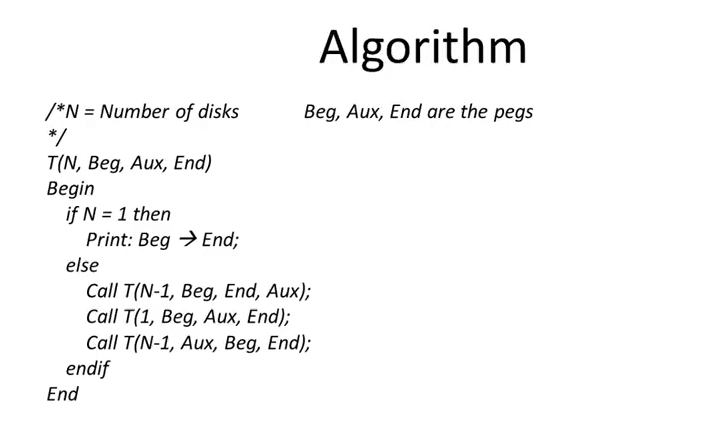 Algorithm
/*N = Number of disks Beg, Aux, End are the pegs
*/
T(N, Beg, Aux, End)
Begin
if N = 1 then
Print: Beg → End;
else
Call T(N-1, Beg, End, Aux);
Call T(1, Beg, Aux, End);
Call T(N-1, Aux, Beg, End);
endif
End